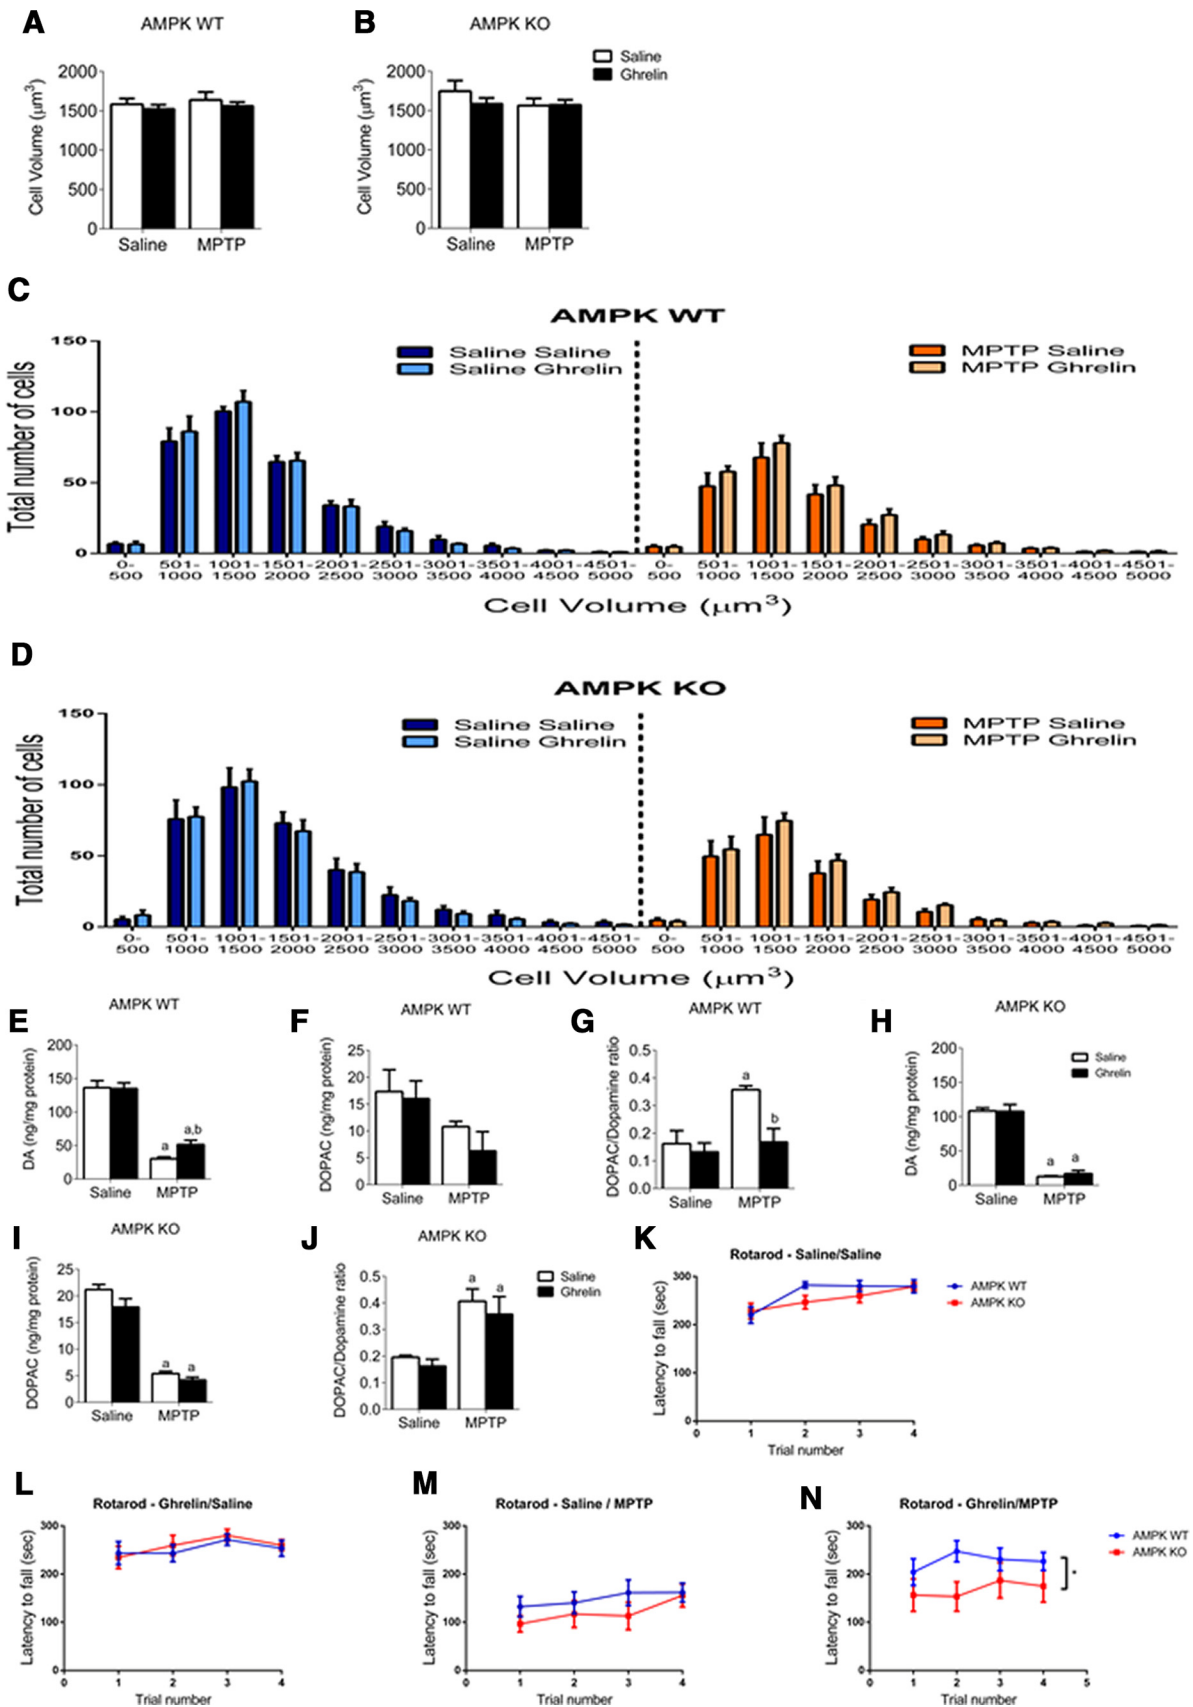 A
AMPK WT
Cell Volume (μm³)
2000
1500
1000
500
0
Saline
MPTP
B
AMPK KO
Saline
Ghrelin
Cell Volume (μm³)
2000
1500
1000
500
0
Saline
MPTP
C
AMPK WT
Total number of cells
150
100
50
0
Saline Saline
Saline Ghrelin
MPTP Saline
MPTP Ghrelin
0- 501- 1001- 1501- 2001- 2501- 3001- 3501- 4001- 4501- 0- 501- 1001- 1501- 2001- 2501- 3001- 3501- 4001- 4501-
500 1000 1500 2000 2500 3000 3500 4000 4500 5000 500 1000 1500 2000 2500 3000 3500 4000 4500 5000
Cell Volume (μm³)
D
AMPK KO
Total number of cells
150
100
50
0
Saline Saline
Saline Ghrelin
MPTP Saline
MPTP Ghrelin
0- 501- 1001- 1501- 2001- 2501- 3001- 3501- 4001- 4501- 0- 501- 1001- 1501- 2001- 2501- 3001- 3501- 4001- 4501-
500 1000 1500 2000 2500 3000 3500 4000 4500 5000 500 1000 1500 2000 2500 3000 3500 4000 4500 5000
Cell Volume (μm³)
E
AMPK WT
DA (ng/mg protein)
200
150
100
50
0
a
a,b
Saline
MPTP
F
AMPK WT
DOPAC (ng/mg protein)
25
20
15
10
5
0
Saline
MPTP
G
AMPK WT
DOPAC/Dopamine ratio
0.5
0.4
0.3
0.2
0.1
0.0
a
b
Saline
MPTP
H
AMPK KO
DA (ng/mg protein)
200
150
100
50
0
Saline
Ghrelin
a
a
Saline
MPTP
I
AMPK KO
DOPAC (ng/mg protein)
25
20
15
10
5
0
a
a
Saline
MPTP
J
AMPK KO
DOPAC/Dopamine ratio
0.5
0.4
0.3
0.2
0.1
0.0
a
a
Saline
Ghrelin
Saline
MPTP
K
Rotarod - Saline/Saline
Latency to fall (sec)
300
200
100
0
0 1 2 3 4
Trial number
AMPK WT
AMPK KO
L
Rotarod - Ghrelin/Saline
Latency to fall (sec)
300
200
100
0
0 1 2 3 4
Trial number
M
Rotarod - Saline / MPTP
Latency to fall (sec)
300
200
100
0
0 1 2 3 4
Trial number
N
Rotarod - Ghrelin/MPTP
Latency to fall (sec)
300
200
100
0
0 1 2 3 4 5
Trial number
*
AMPK WT
AMPK KO